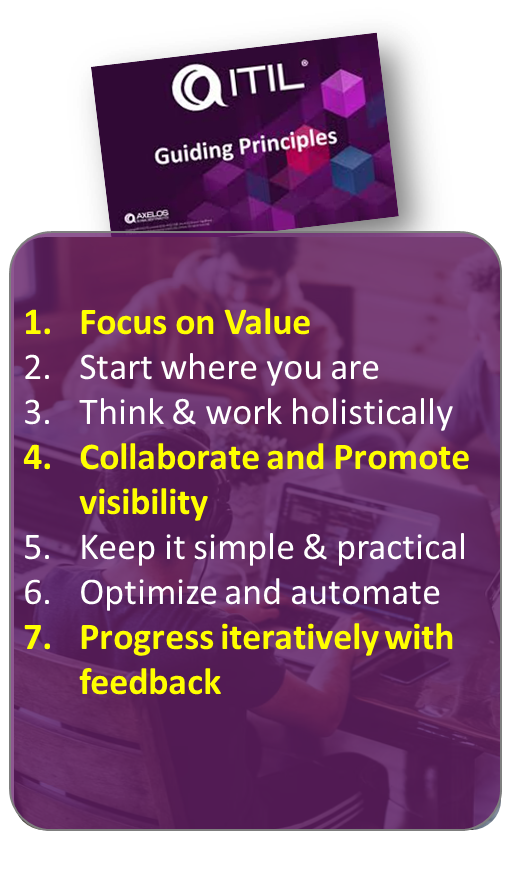 ITIL®
Guiding Principles
AXELOS
1. Focus on Value
2. Start where you are
3. Think & work holistically
4. Collaborate and Promote
visibility
5. Keep it simple & practical
6. Optimize and automate
7. Progress iteratively with
feedback